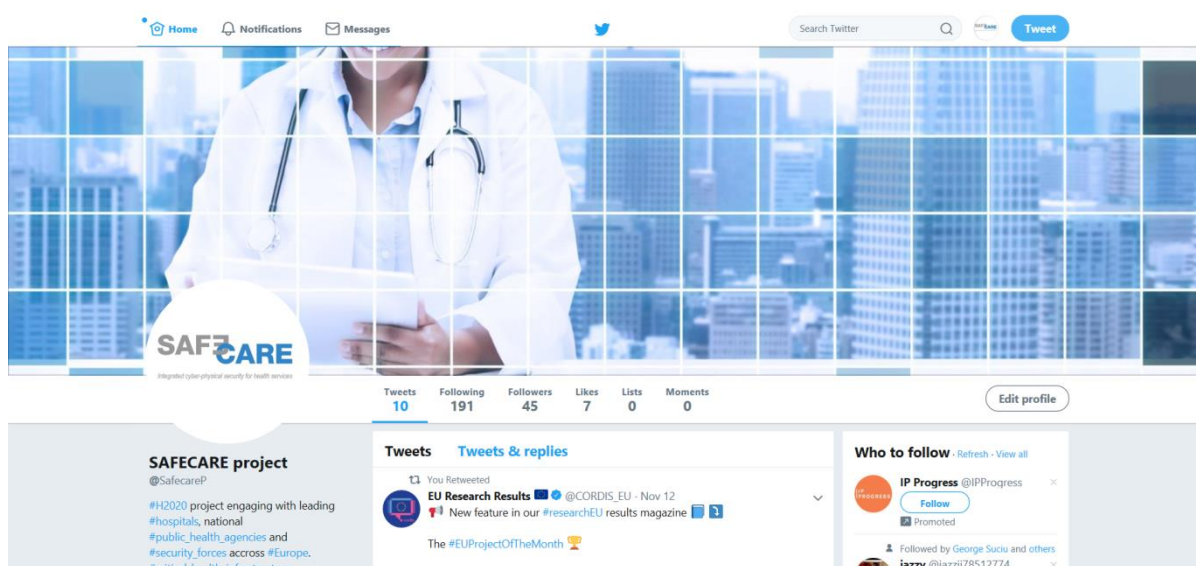 Home Notifications Messages Search Twitter Tweet
SAFECARE
Integrated cyber-physical security for health services
Tweets Following Followers Likes Lists Moments
10 191 45 7 0 0
Edit profile
SAFECARE project
@SafecareP
#H2020 project engaging with leading
#hospitals, national
#public_health_agencies and
#security_forces accross #Europe.
Tweets Tweets & replies
You Retweeted
EU Research Results @CORDIS_EU · Nov 12
New feature in our #researchEU results magazine
The #EUProjectOfTheMonth
Who to follow · Refresh · View all
IP PROGRESS
IP Progress @IPProgress
Follow
Promoted
Followed by George Suciu and others
jazzy @jazzii78512774